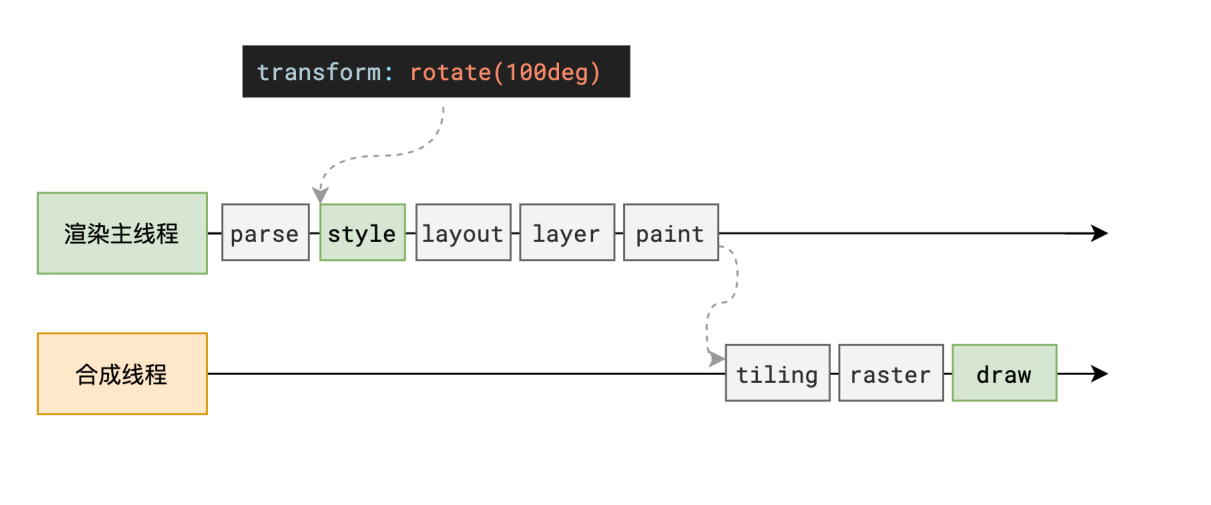 transform: rotate(100deg)
渲染主线程 parse style layout layer paint
合成线程 tiling raster draw